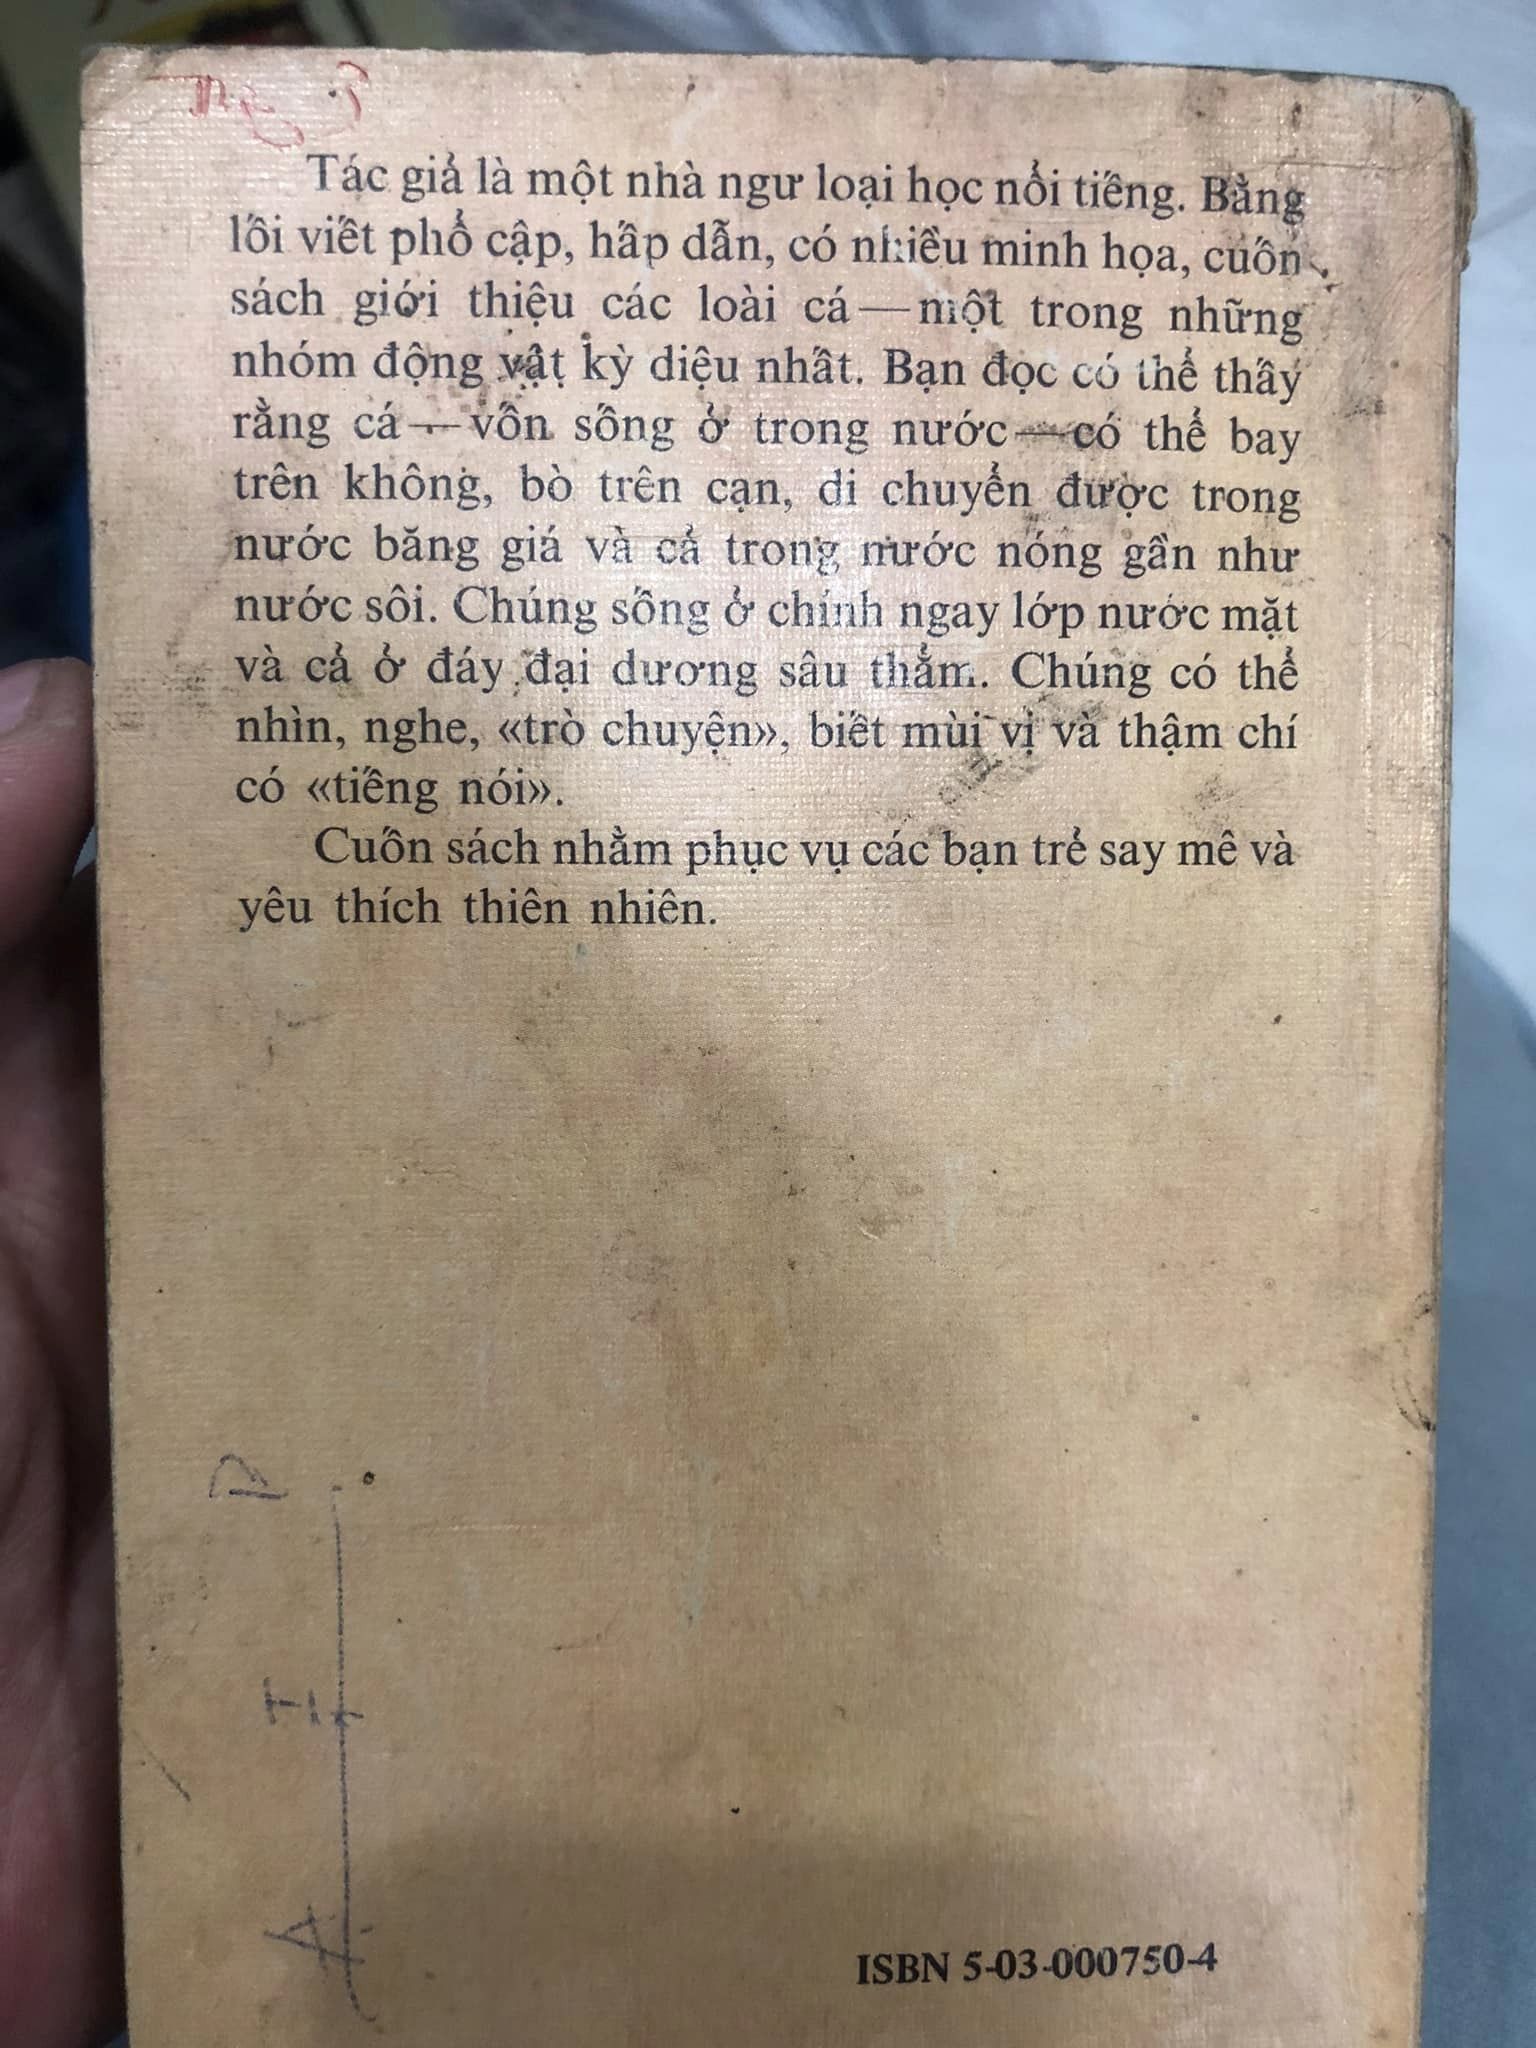 Tác giả là một nhà ngư loại học nổi tiếng. Bằng
lối viết phổ cập, hấp dẫn, có nhiều minh họa, cuốn
sách giới thiệu các loài cá—một trong những
nhóm động vật kỳ diệu nhất. Bạn đọc có thể thấy
rằng cá—vốn sống ở trong nước—có thể bay
trên không, bò trên cạn, di chuyển được trong
nước băng giá và cả trong nước nóng gần như
nước sôi. Chúng sống ở chính ngay lớp nước mặt
và cả ở đáy đại dương sâu thẳm. Chúng có thể
nhìn, nghe, «trò chuyện», biết mùi vị và thậm chí
có «tiếng nói».
Cuốn sách nhằm phục vụ các bạn trẻ say mê và
yêu thích thiên nhiên.
ISBN 5-03-000750-4